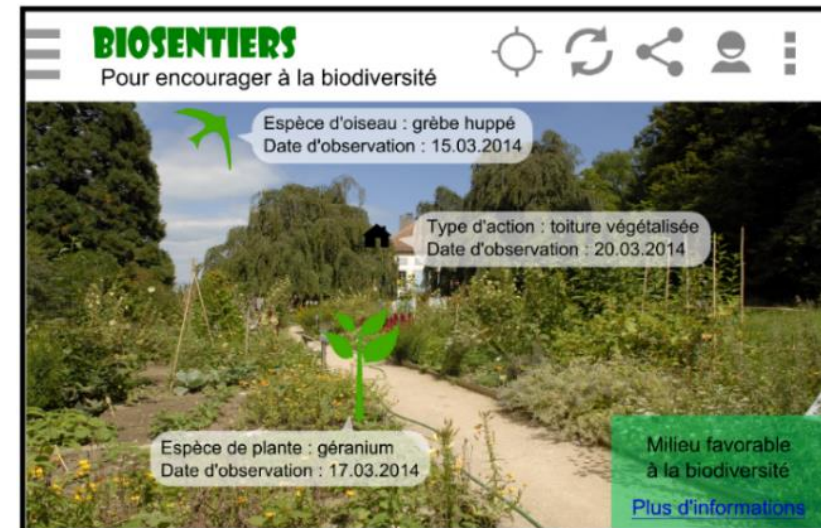 BIOSENTIERS
Pour encourager à la biodiversité
Espèce d'oiseau : grèbe huppé
Date d'observation : 15.03.2014
Type d'action : toiture végétalisée
Date d'observation : 20.03.2014
Espèce de plante : géranium
Date d'observation : 17.03.2014
Milieu favorable
à la biodiversité
Plus d'informations